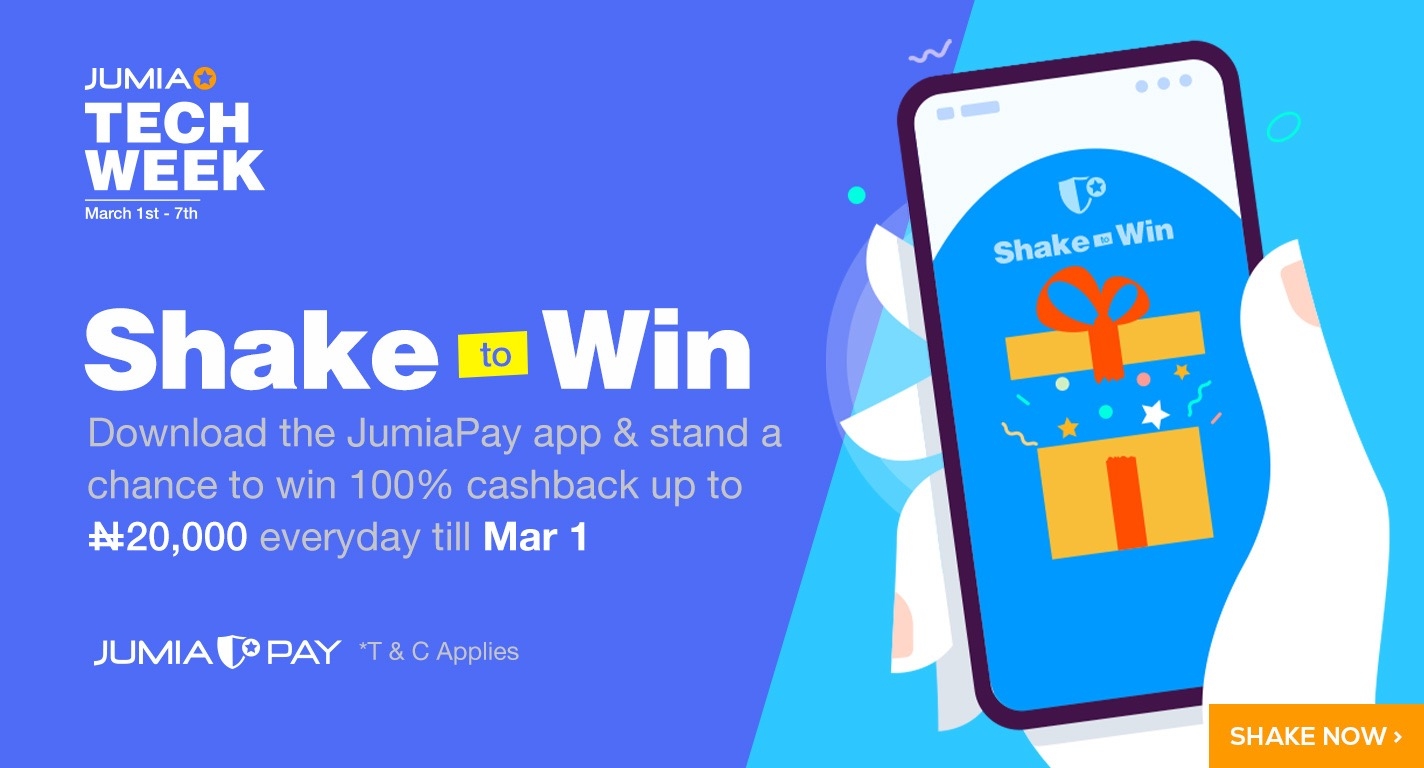 JUMIA
TECH
WEEK
March 1st - 7th
Shake to Win
Download the JumiaPay app & stand a
chance to win 100% cashback up to
₦20,000 everyday till Mar 1
JUMIA PAY *T & C Applies
Shake to Win
SHAKE NOW ›